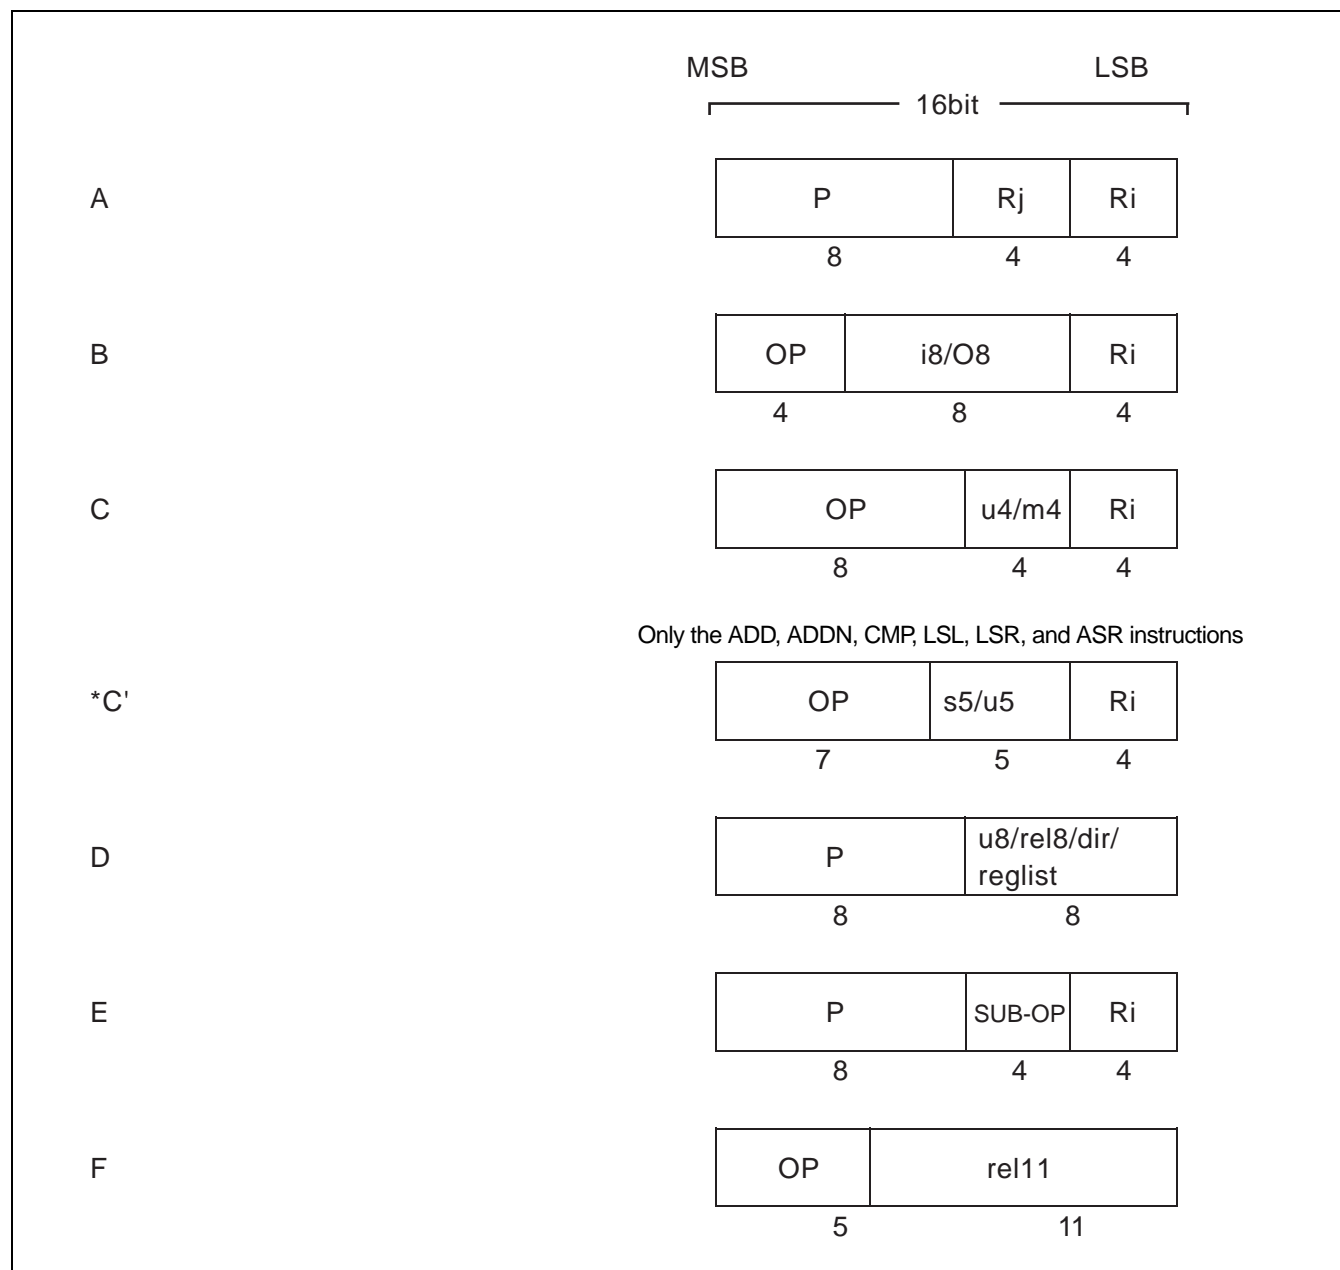 MSB LSB
16bit
A P Rj Ri
8 4 4
B OP i8/O8 Ri
4 8 4
C OP u4/m4 Ri
8 4 4
Only the ADD, ADDN, CMP, LSL, LSR, and ASR instructions
*C' OP s5/u5 Ri
7 5 4
D P u8/rel8/dir/
reglist
8 8
E P SUB-OP Ri
8 4 4
F OP rel11
5 11